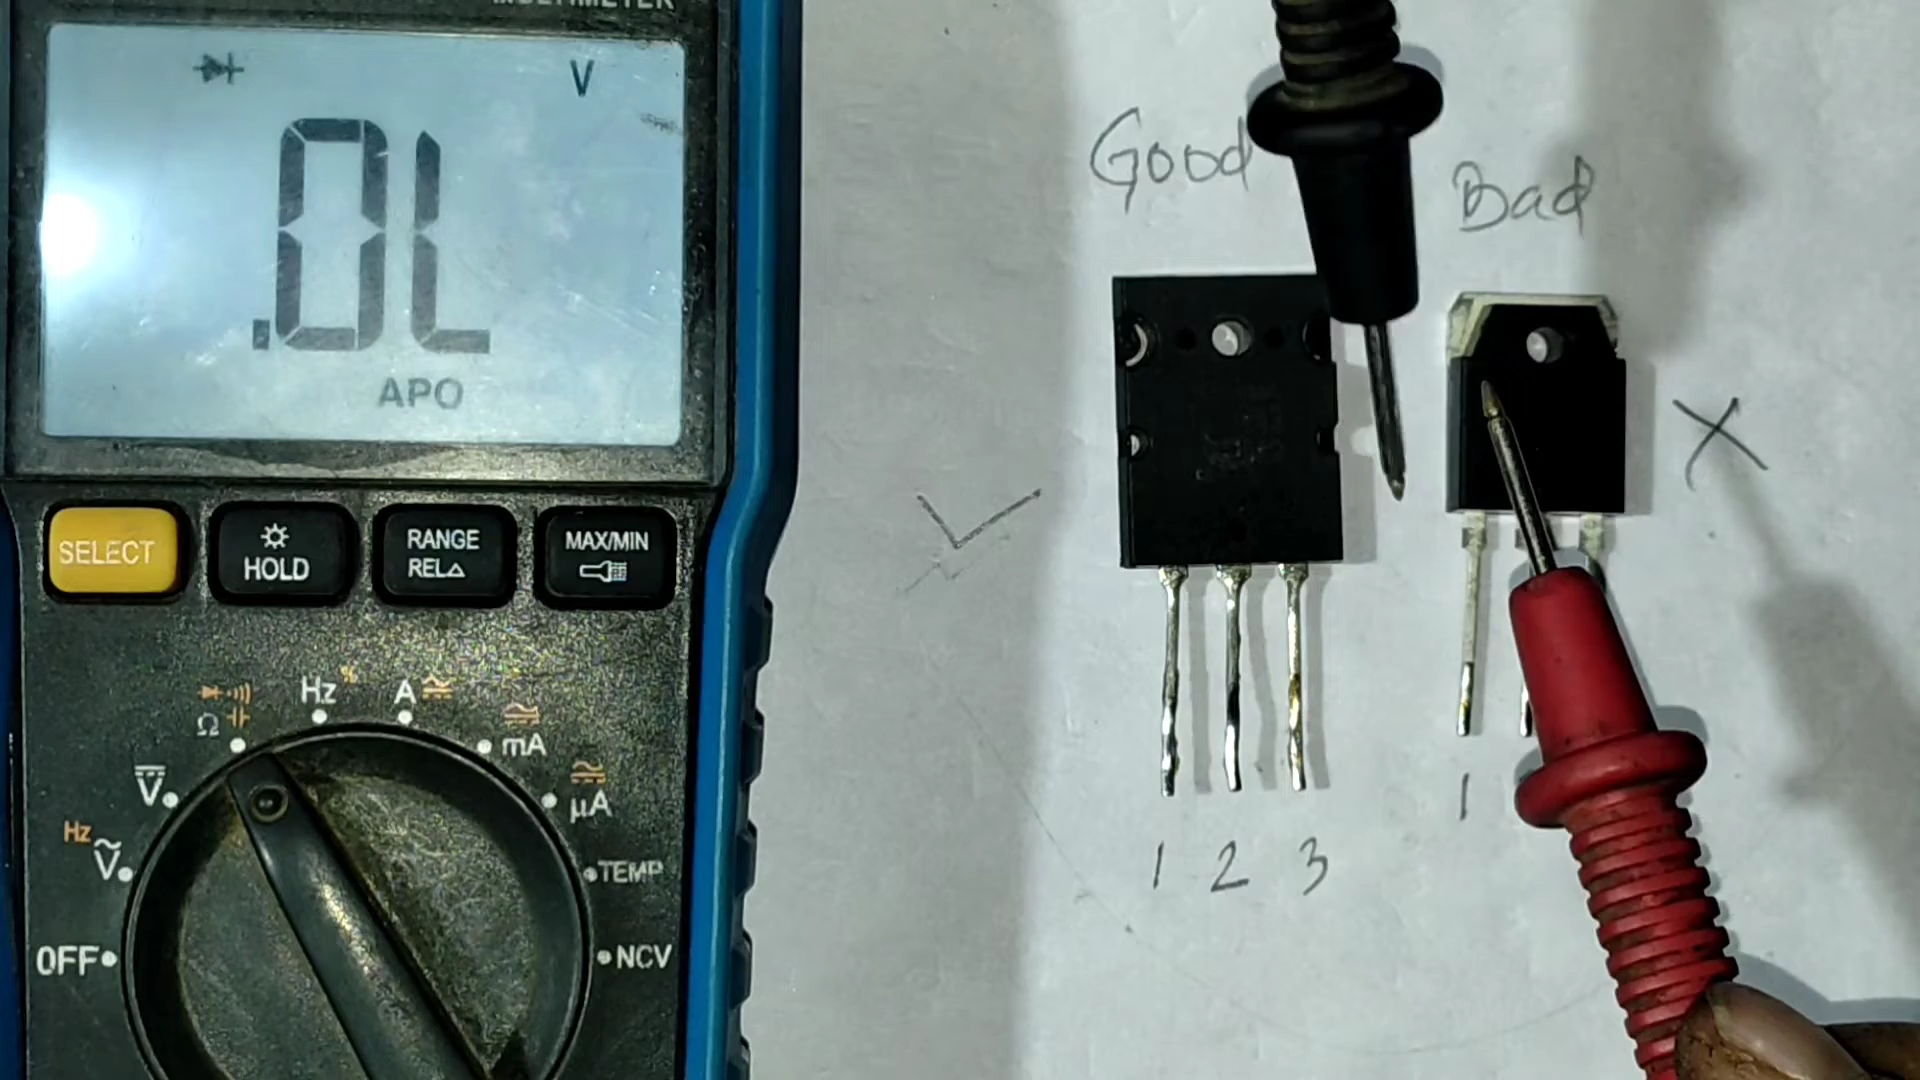 MULTIMETER
V
.0L
APO
SELECT
HOLD
RANGE
REL△
MAX/MIN
Hz %
A
Ω
mA
V
µA
Hz
V
TEMP
OFF
NCV
Good
Bad
1 2 3
1